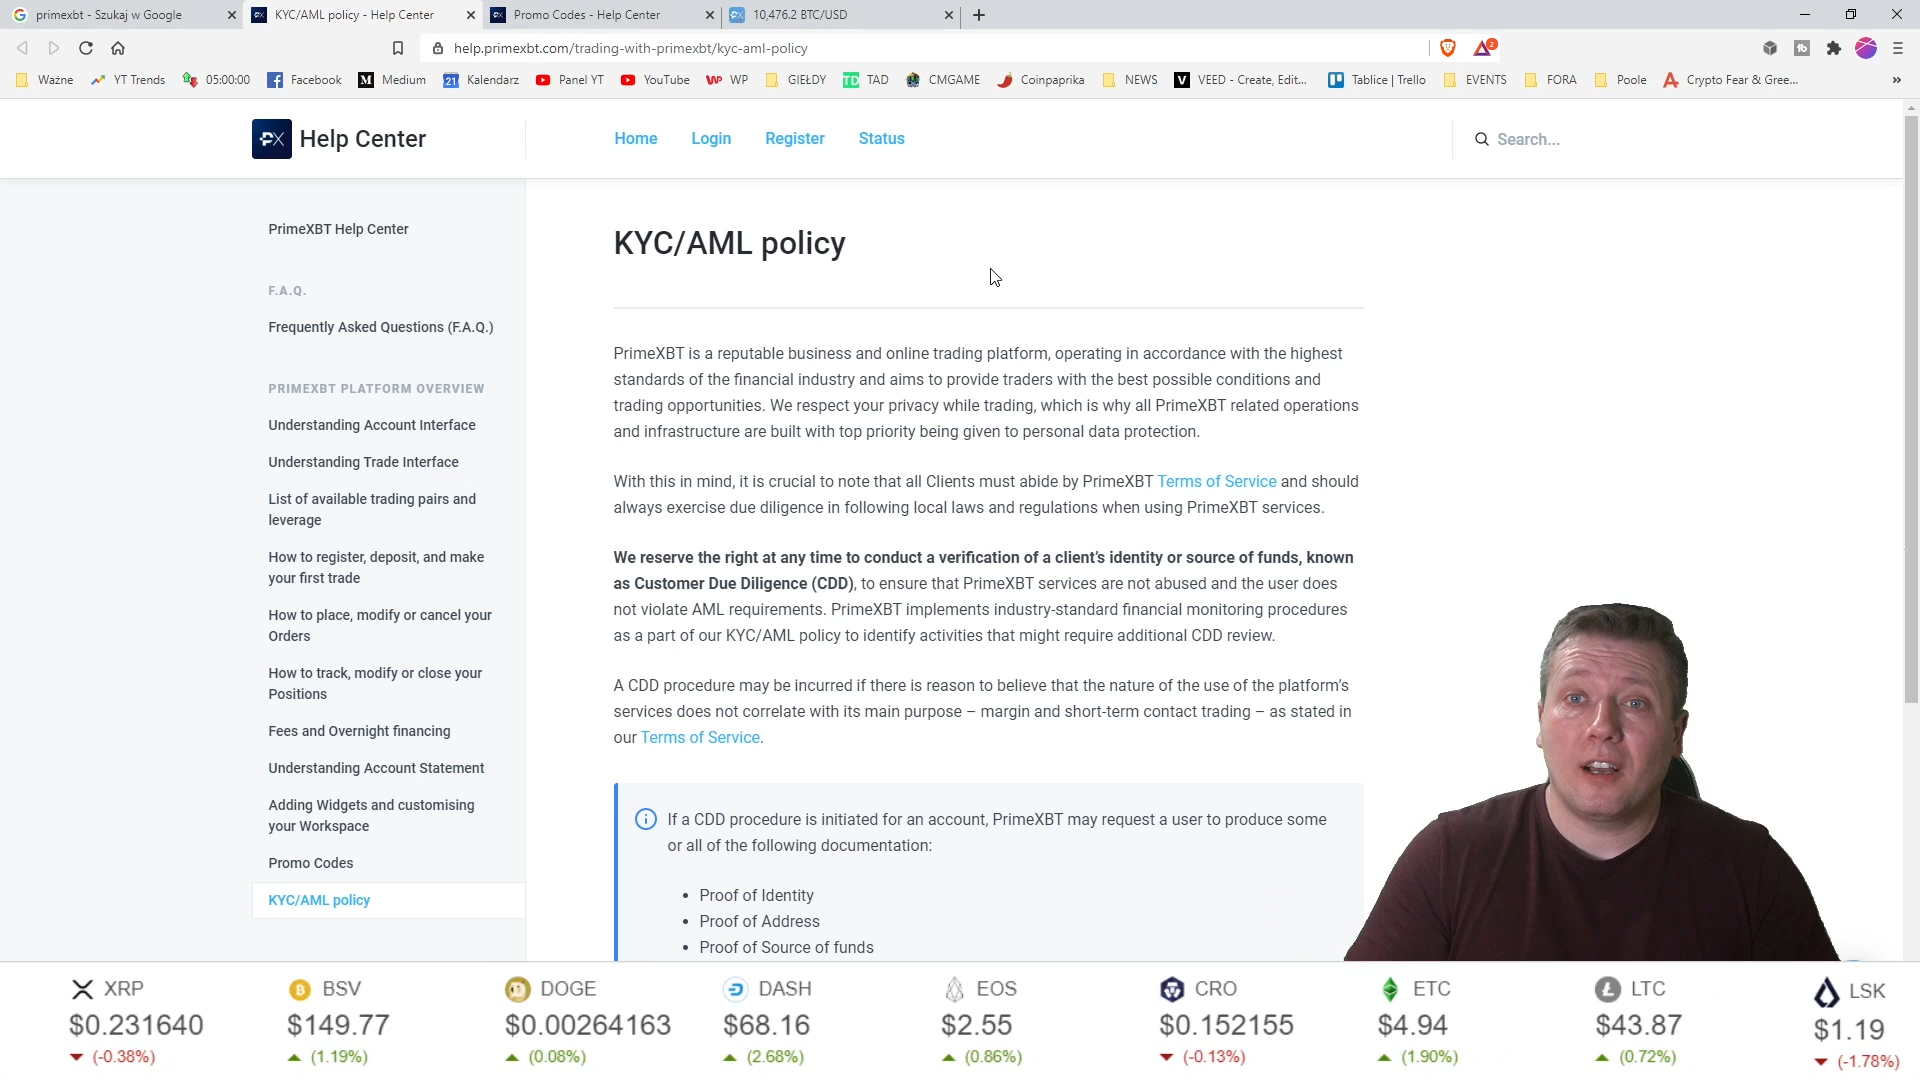 primexbt - Szukaj w Google
KYC/AML policy - Help Center
Promo Codes - Help Center
10,476.2 BTC/USD
help.primexbt.com/trading-with-primexbt/kyc-aml-policy
2
Ważne
YT Trends
05:00:00
Facebook
Medium
21
Kalendarz
Panel YT
YouTube
WP
GIEŁDY
TD
TAD
CMGAME
Coinpaprika
NEWS
VEED - Create, Edit...
Tablice | Trello
EVENTS
FORA
Poole
Crypto Fear & Gree...
Help Center
Home
Login
Register
Status
Search...
PrimeXBT Help Center
F.A.Q.
Frequently Asked Questions (F.A.Q.)
PRIMEXBT PLATFORM OVERVIEW
Understanding Account Interface
Understanding Trade Interface
List of available trading pairs and
leverage
How to register, deposit, and make
your first trade
How to place, modify or cancel your
Orders
How to track, modify or close your
Positions
Fees and Overnight financing
Understanding Account Statement
Adding Widgets and customising
your Workspace
Promo Codes
KYC/AML policy
KYC/AML policy
PrimeXBT is a reputable business and online trading platform, operating in accordance with the highest
standards of the financial industry and aims to provide traders with the best possible conditions and
trading opportunities. We respect your privacy while trading, which is why all PrimeXBT related operations
and infrastructure are built with top priority being given to personal data protection.
With this in mind, it is crucial to note that all Clients must abide by PrimeXBT Terms of Service and should
always exercise due diligence in following local laws and regulations when using PrimeXBT services.
We reserve the right at any time to conduct a verification of a client's identity or source of funds, known
as Customer Due Diligence (CDD), to ensure that PrimeXBT services are not abused and the user does
not violate AML requirements. PrimeXBT implements industry-standard financial monitoring procedures
as a part of our KYC/AML policy to identify activities that might require additional CDD review.
A CDD procedure may be incurred if there is reason to believe that the nature of the use of the platform's
services does not correlate with its main purpose – margin and short-term contact trading – as stated in
our Terms of Service.
If a CDD procedure is initiated for an account, PrimeXBT may request a user to produce some
or all of the following documentation:
• Proof of Identity
• Proof of Address
• Proof of Source of funds
XRP
$0.231640
(-0.38%)
BSV
$149.77
(1.19%)
DOGE
$0.00264163
(0.08%)
DASH
$68.16
(2.68%)
EOS
$2.55
(0.86%)
CRO
$0.152155
(-0.13%)
ETC
$4.94
(1.90%)
LTC
$43.87
(0.72%)
LSK
$1.19
(-1.78%)